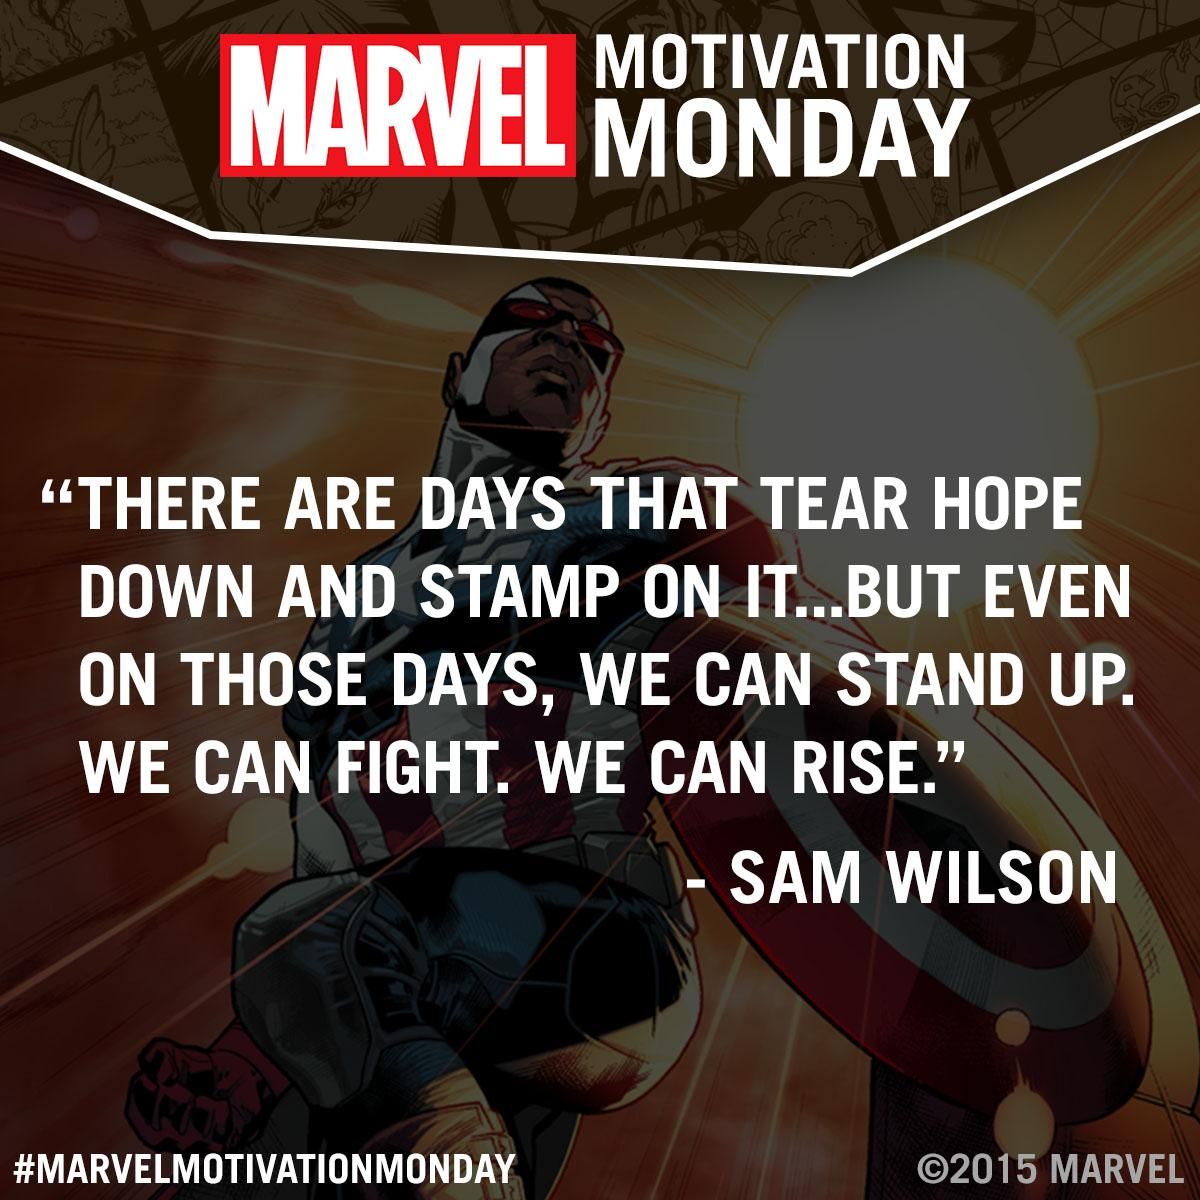 MARVEL MOTIVATION
MONDAY
“THERE ARE DAYS THAT TEAR HOPE
DOWN AND STAMP ON IT...BUT EVEN
ON THOSE DAYS, WE CAN STAND UP.
WE CAN FIGHT. WE CAN RISE.”
- SAM WILSON
#MARVELMOTIVATIONMONDAY
©2015 MARVEL